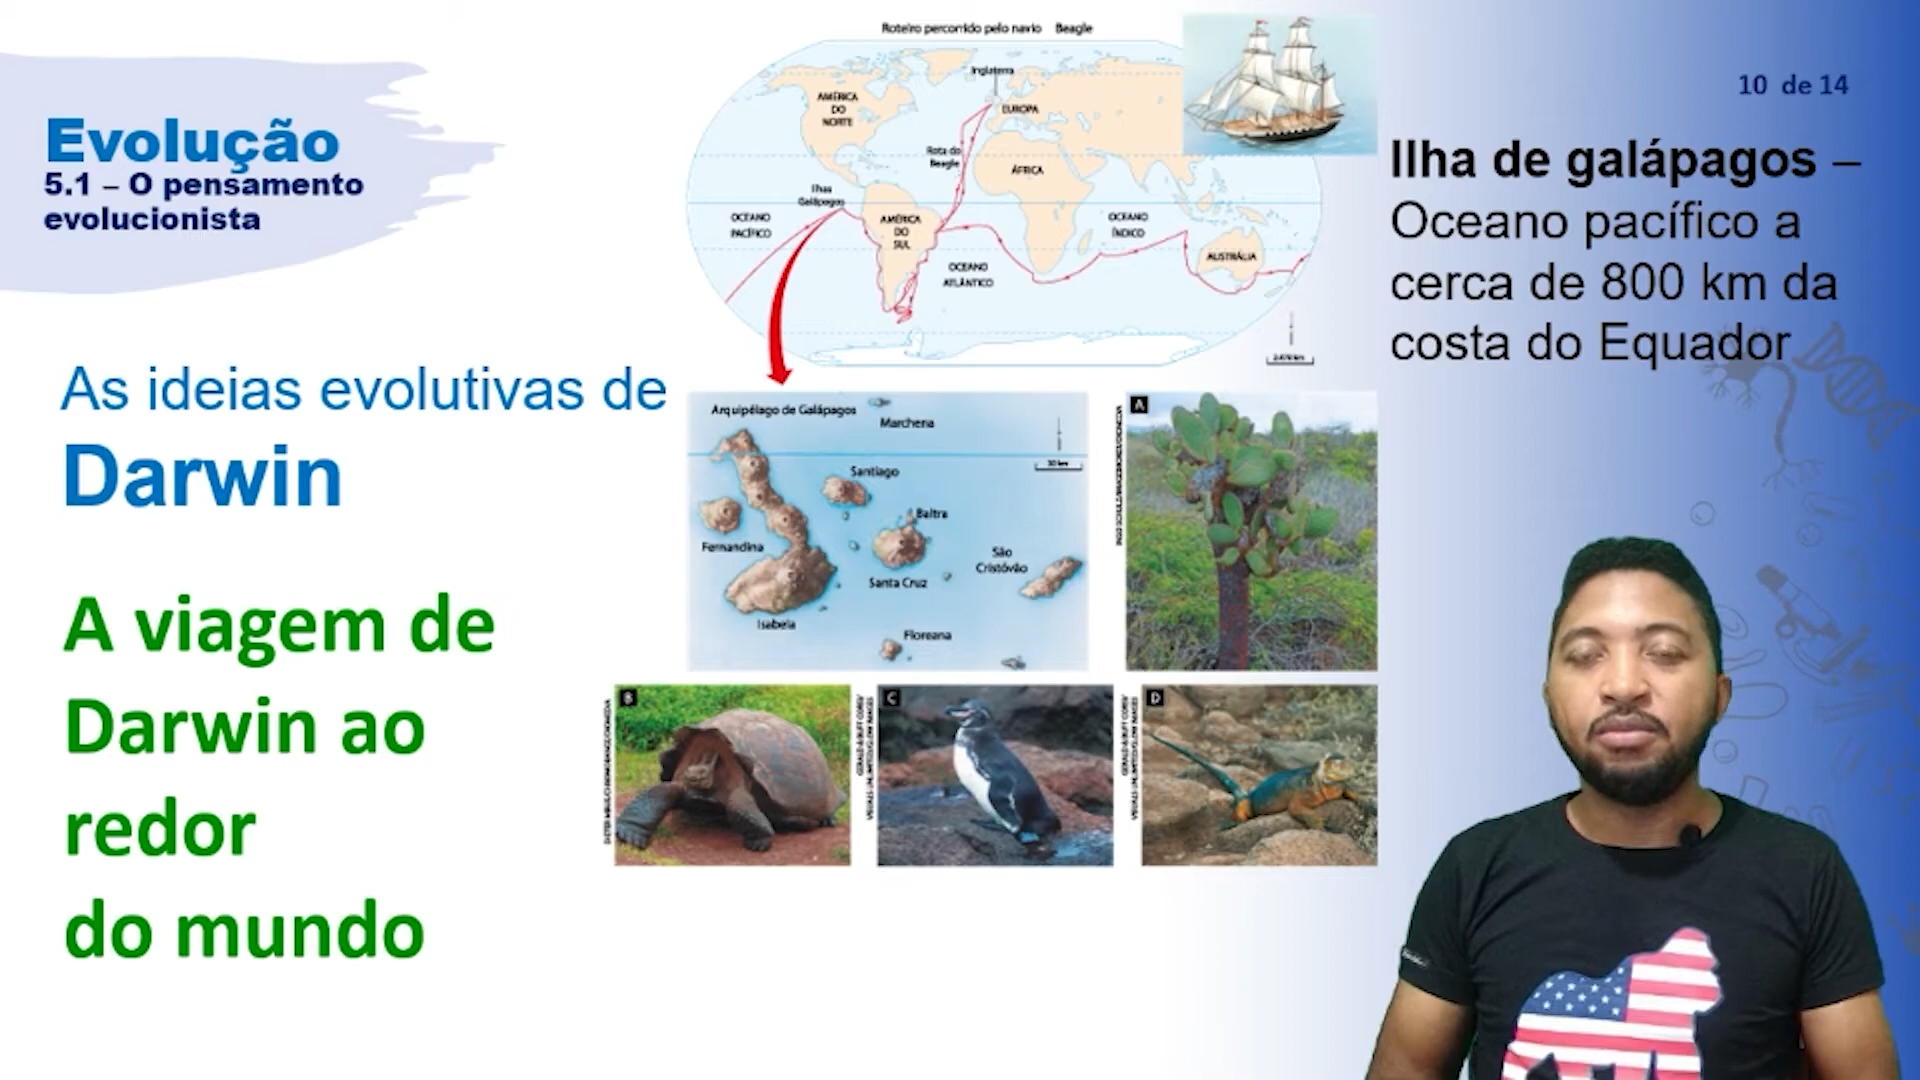 Evolução
5.1 – O pensamento
evolucionista
As ideias evolutivas de
Darwin
A viagem de
Darwin ao
redor
do mundo
Roteiro percorrido pelo navio Beagle
Inglaterra
AMÉRICA
DO
NORTE
EUROPA
Rota do
Beagle
ÁFRICA
Ilhas
Galápagos
OCEANO
PACÍFICO
AMÉRICA
DO
SUL
OCEANO
ÍNDICO
OCEANO
ATLÂNTICO
AUSTRÁLIA
Arquipélago de Galápagos
Marchena
Santiago
Baltra
Fernandina
Santa Cruz
São
Cristóvão
Isabela
Floreana
A
B
C
D
10 de 14
Ilha de galápagos –
Oceano pacífico a
cerca de 800 km da
costa do Equador